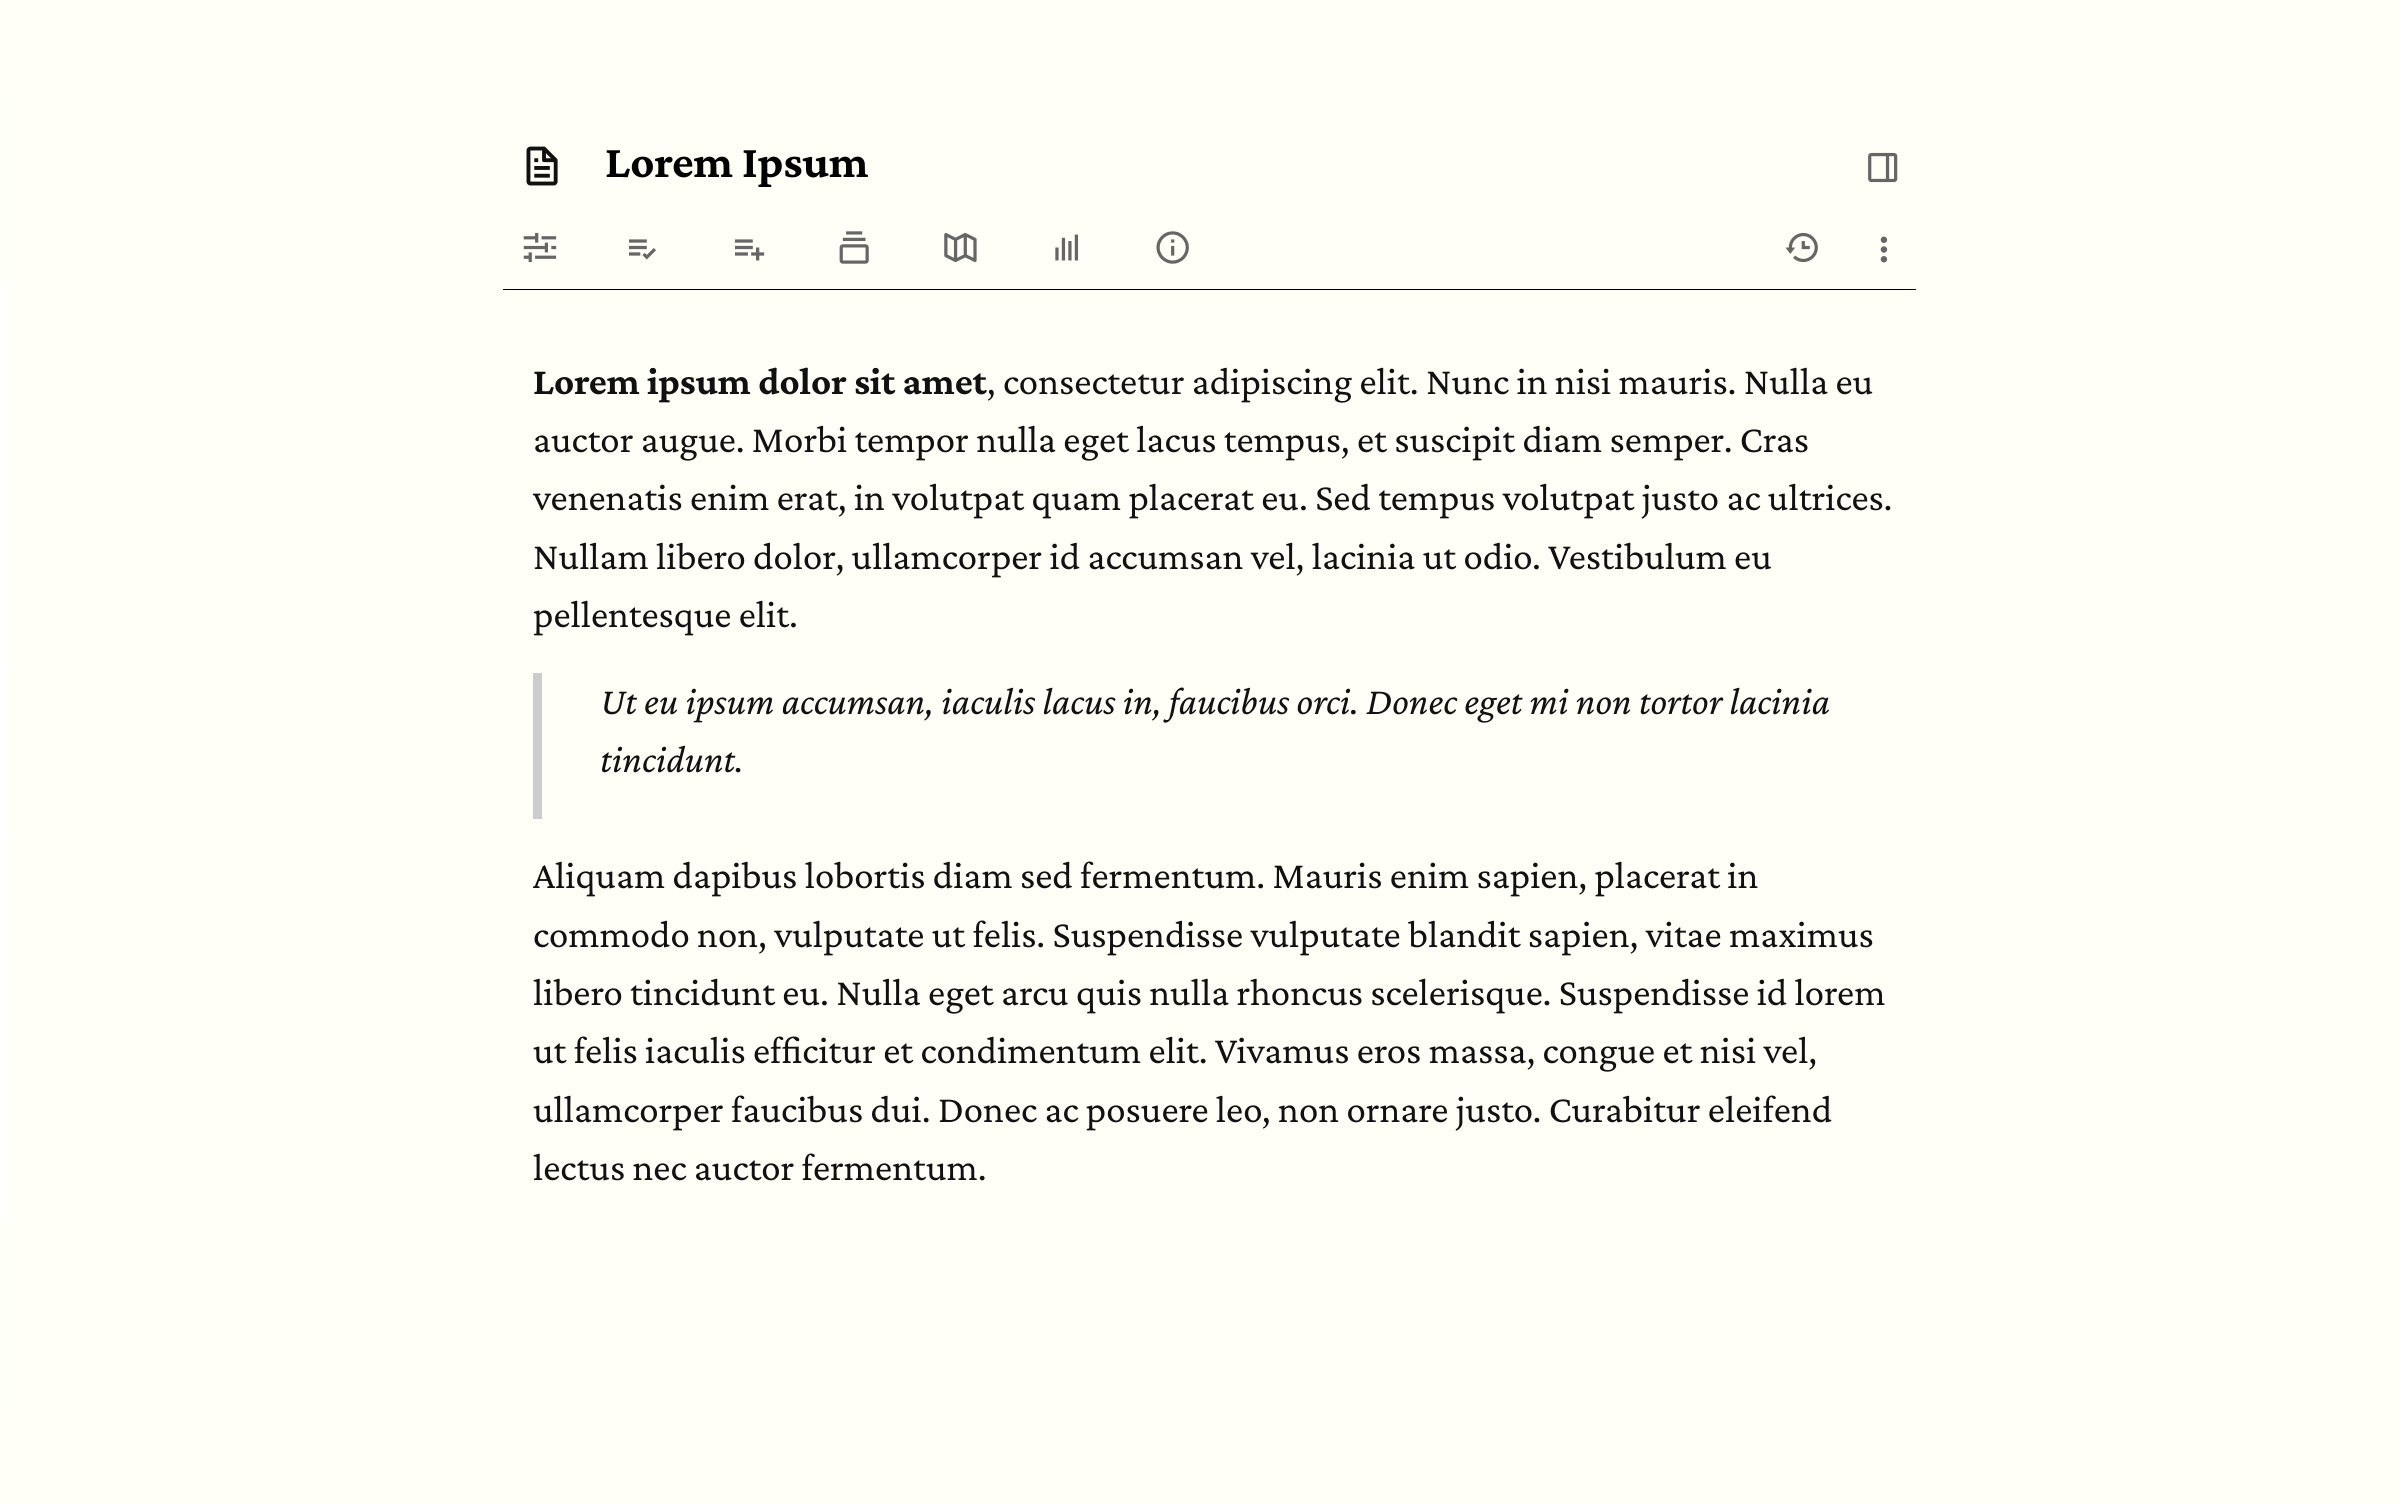 Lorem Ipsum
Lorem ipsum dolor sit amet, consectetur adipiscing elit. Nunc in nisi mauris. Nulla eu
auctor augue. Morbi tempor nulla eget lacus tempus, et suscipit diam semper. Cras
venenatis enim erat, in volutpat quam placerat eu. Sed tempus volutpat justo ac ultrices.
Nullam libero dolor, ullamcorper id accumsan vel, lacinia ut odio. Vestibulum eu
pellentesque elit.
Ut eu ipsum accumsan, iaculis lacus in, faucibus orci. Donec eget mi non tortor lacinia
tincidunt.
Aliquam dapibus lobortis diam sed fermentum. Mauris enim sapien, placerat in
commodo non, vulputate ut felis. Suspendisse vulputate blandit sapien, vitae maximus
libero tincidunt eu. Nulla eget arcu quis nulla rhoncus scelerisque. Suspendisse id lorem
ut felis iaculis efficitur et condimentum elit. Vivamus eros massa, congue et nisi vel,
ullamcorper faucibus dui. Donec ac posuere leo, non ornare justo. Curabitur eleifend
lectus nec auctor fermentum.